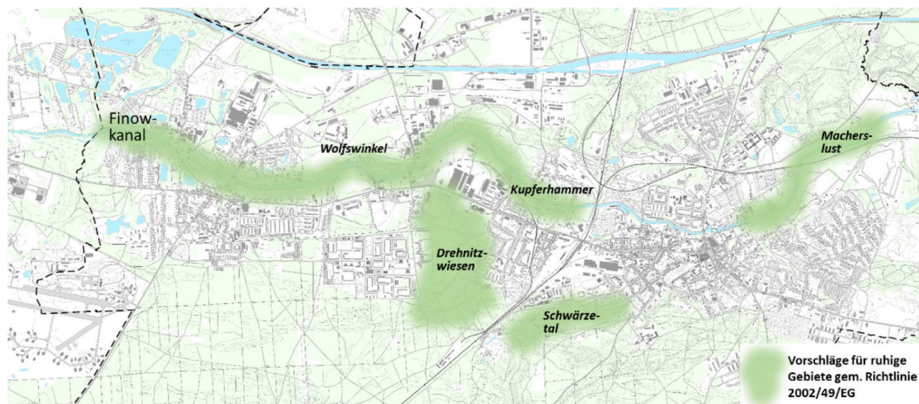 Finow-
kanal
Wolfswinkel
Kupferhammer
Machers-
lust
Drehnitz-
wiesen
Schwärze-
tal
Vorschläge für ruhige
Gebiete gem. Richtlinie
2002/49/EG